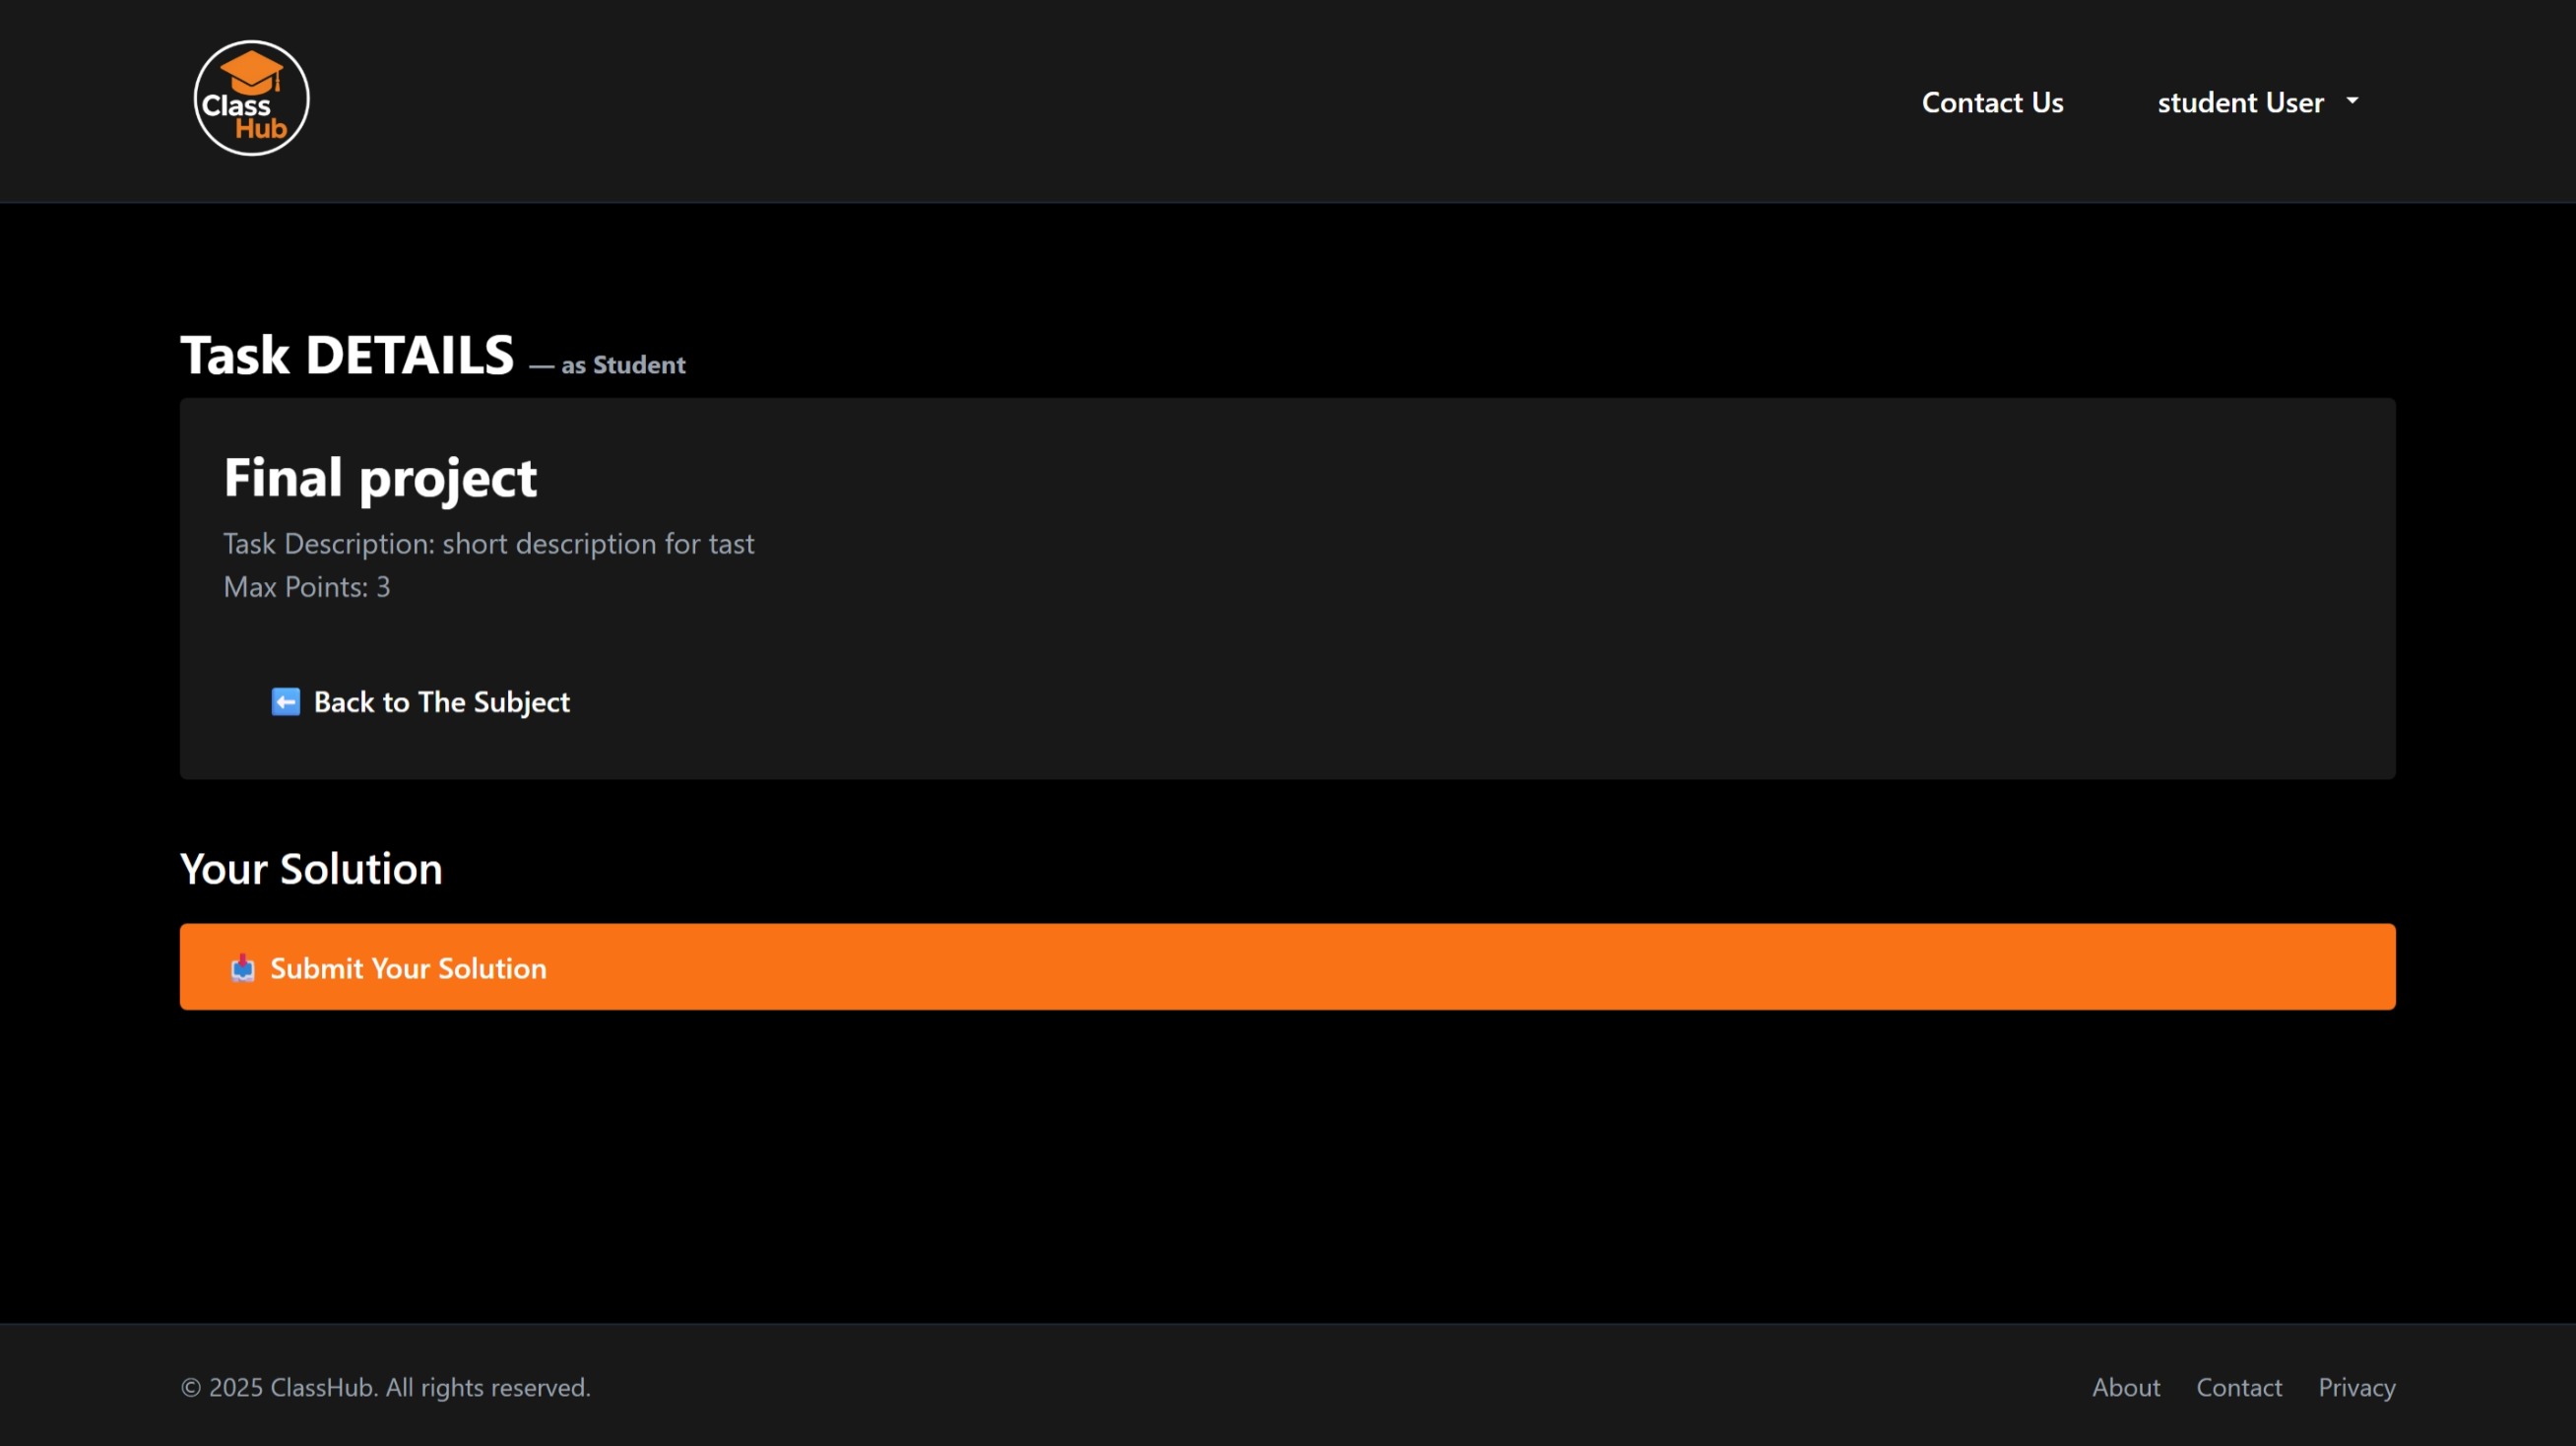 Class
Hub
Contact Us
student User
Task DETAILS — as Student
Final project
Task Description: short description for tast
Max Points: 3
Back to The Subject
Your Solution
Submit Your Solution
© 2025 ClassHub. All rights reserved.
About Contact Privacy